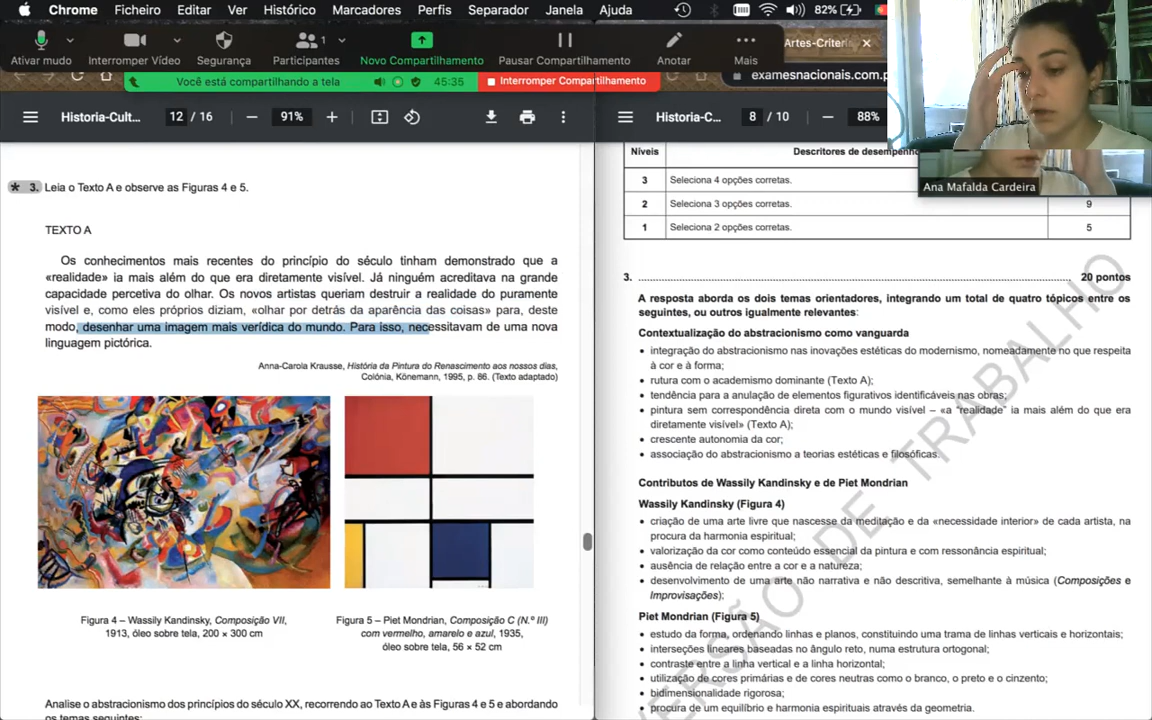 Chrome Ficheiro Editar Ver Histórico Marcadores Perfis Separador Janela Ajuda 82%
Ativar mudo Interromper Vídeo Segurança Participantes 1 Novo Compartilhamento Pausar Compartilhamento Anotar Mais
Artes-Criteri
Você está compartilhando a tela 45:35 Interromper Compartilhamento
examesnacionais.com.p
Historia-Cult... 12 / 16 91%
Historia-C... 8 / 10 88%
Ana Mafalda Cardeira
* 3. Leia o Texto A e observe as Figuras 4 e 5.
TEXTO A
Os conhecimentos mais recentes do princípio do século tinham demonstrado que a
«realidade» ia mais além do que era diretamente visível. Já ninguém acreditava na grande
capacidade percetiva do olhar. Os novos artistas queriam destruir a realidade do puramente
visível e, como eles próprios diziam, «olhar por detrás da aparência das coisas» para, deste
modo, desenhar uma imagem mais verídica do mundo. Para isso, necessitavam de uma nova
linguagem pictórica.
Anna-Carola Krausse, História da Pintura do Renascimento aos nossos dias,
Colónia, Könemann, 1995, p. 86. (Texto adaptado)
Figura 4 – Wassily Kandinsky, Composição VII,
1913, óleo sobre tela, 200 × 300 cm
Figura 5 – Piet Mondrian, Composição C (N.º III)
com vermelho, amarelo e azul, 1935,
óleo sobre tela, 56 × 52 cm
Analise o abstracionismo dos princípios do século XX, recorrendo ao Texto A e às Figuras 4 e 5 e abordando
os temas seguintes:
Níveis Descritores de desempenho
3 Seleciona 4 opções corretas.
2 Seleciona 3 opções corretas. 9
1 Seleciona 2 opções corretas. 5
3. ........ 20 pontos
A resposta aborda os dois temas orientadores, integrando um total de quatro tópicos entre os
seguintes, ou outros igualmente relevantes:
Contextualização do abstracionismo como vanguarda
• integração do abstracionismo nas inovações estéticas do modernismo, nomeadamente no que respeita
à cor e à forma;
• rutura com o academismo dominante (Texto A);
• tendência para a anulação de elementos figurativos identificáveis nas obras;
• pintura sem correspondência direta com o mundo visível – «a “realidade” ia mais além do que era
diretamente visível» (Texto A);
• crescente autonomia da cor;
• associação do abstracionismo a teorias estéticas e filosóficas.
Contributos de Wassily Kandinsky e de Piet Mondrian
Wassily Kandinsky (Figura 4)
• criação de uma arte livre que nascesse da meditação e da «necessidade interior» de cada artista, na
procura da harmonia espiritual;
• valorização da cor como conteúdo essencial da pintura e com ressonância espiritual;
• ausência de relação entre a cor e a natureza;
• desenvolvimento de uma arte não narrativa e não descritiva, semelhante à música (Composições e
Improvisações);
Piet Mondrian (Figura 5)
• estudo da forma, ordenando linhas e planos, constituindo uma trama de linhas verticais e horizontais;
• interseções lineares baseadas no ângulo reto, numa estrutura ortogonal;
• contraste entre a linha vertical e a linha horizontal;
• utilização de cores primárias e de cores neutras como o branco, o preto e o cinzento;
• bidimensionalidade rigorosa;
• procura de um equilíbrio e harmonia espirituais através da geometria.
VERSÃO DE TRABALHO